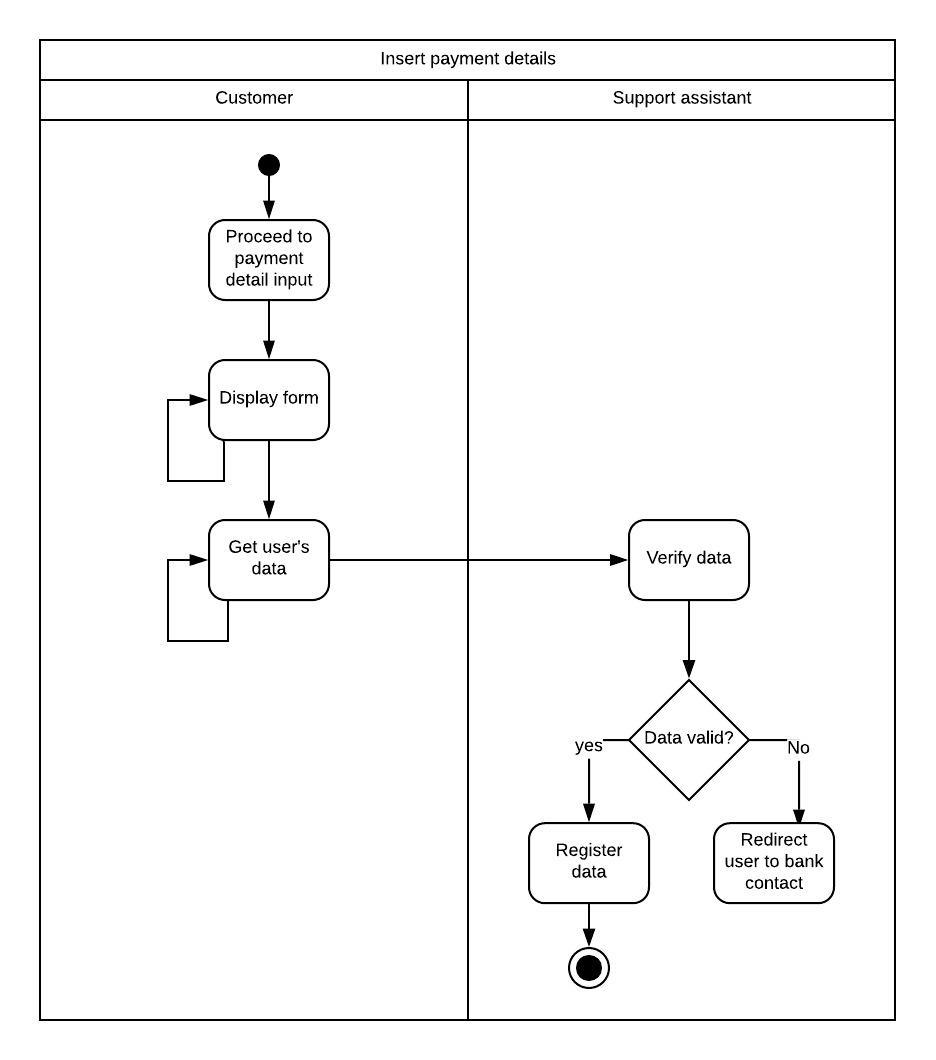 Insert payment details
Customer
Support assistant
Proceed to
payment
detail input
Display form
Get user's
data
Verify data
Data valid?
yes
No
Register
data
Redirect
user to bank
contact